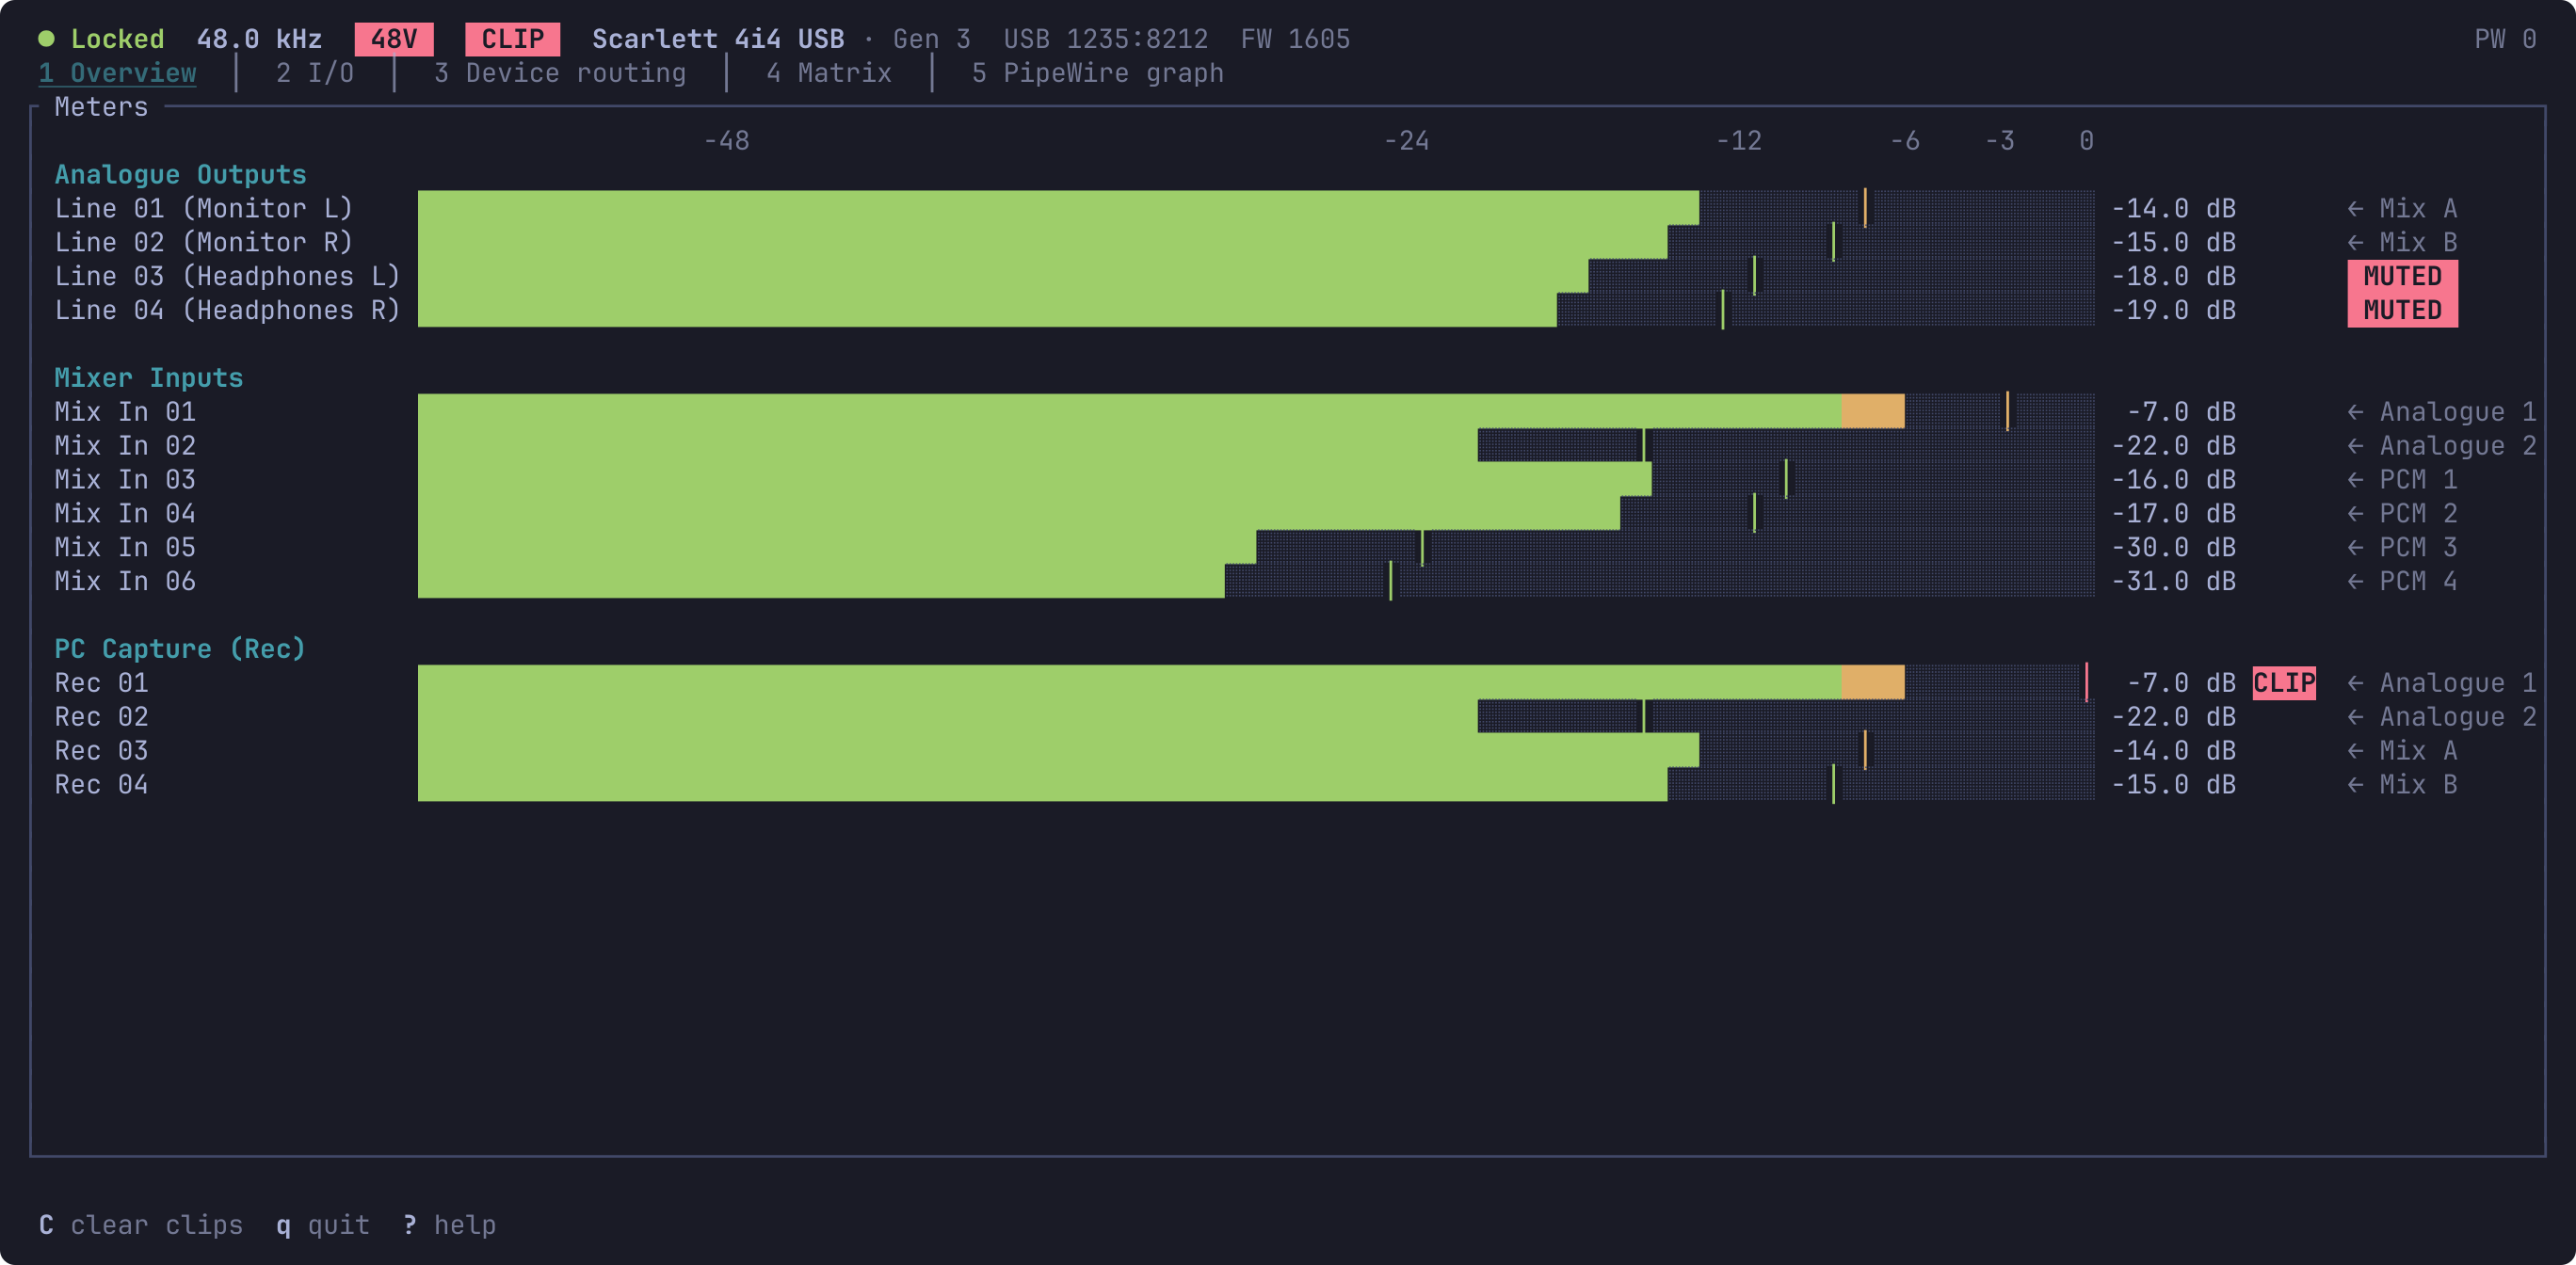 ● Locked  48.0 kHz  48V  CLIP  Scarlett 4i4 USB · Gen 3  USB 1235:8212  FW 1605  PW 0
1 Overview │ 2 I/O │ 3 Device routing │ 4 Matrix │ 5 PipeWire graph
Meters
-48  -24  -12  -6  -3  0
Analogue Outputs
Line 01 (Monitor L)  -14.0 dB  ← Mix A
Line 02 (Monitor R)  -15.0 dB  ← Mix B
Line 03 (Headphones L)  -18.0 dB  MUTED
Line 04 (Headphones R)  -19.0 dB  MUTED
Mixer Inputs
Mix In 01  -7.0 dB  ← Analogue 1
Mix In 02  -22.0 dB  ← Analogue 2
Mix In 03  -16.0 dB  ← PCM 1
Mix In 04  -17.0 dB  ← PCM 2
Mix In 05  -30.0 dB  ← PCM 3
Mix In 06  -31.0 dB  ← PCM 4
PC Capture (Rec)
Rec 01  -7.0 dB  CLIP  ← Analogue 1
Rec 02  -22.0 dB  ← Analogue 2
Rec 03  -14.0 dB  ← Mix A
Rec 04  -15.0 dB  ← Mix B
C clear clips  q quit  ? help